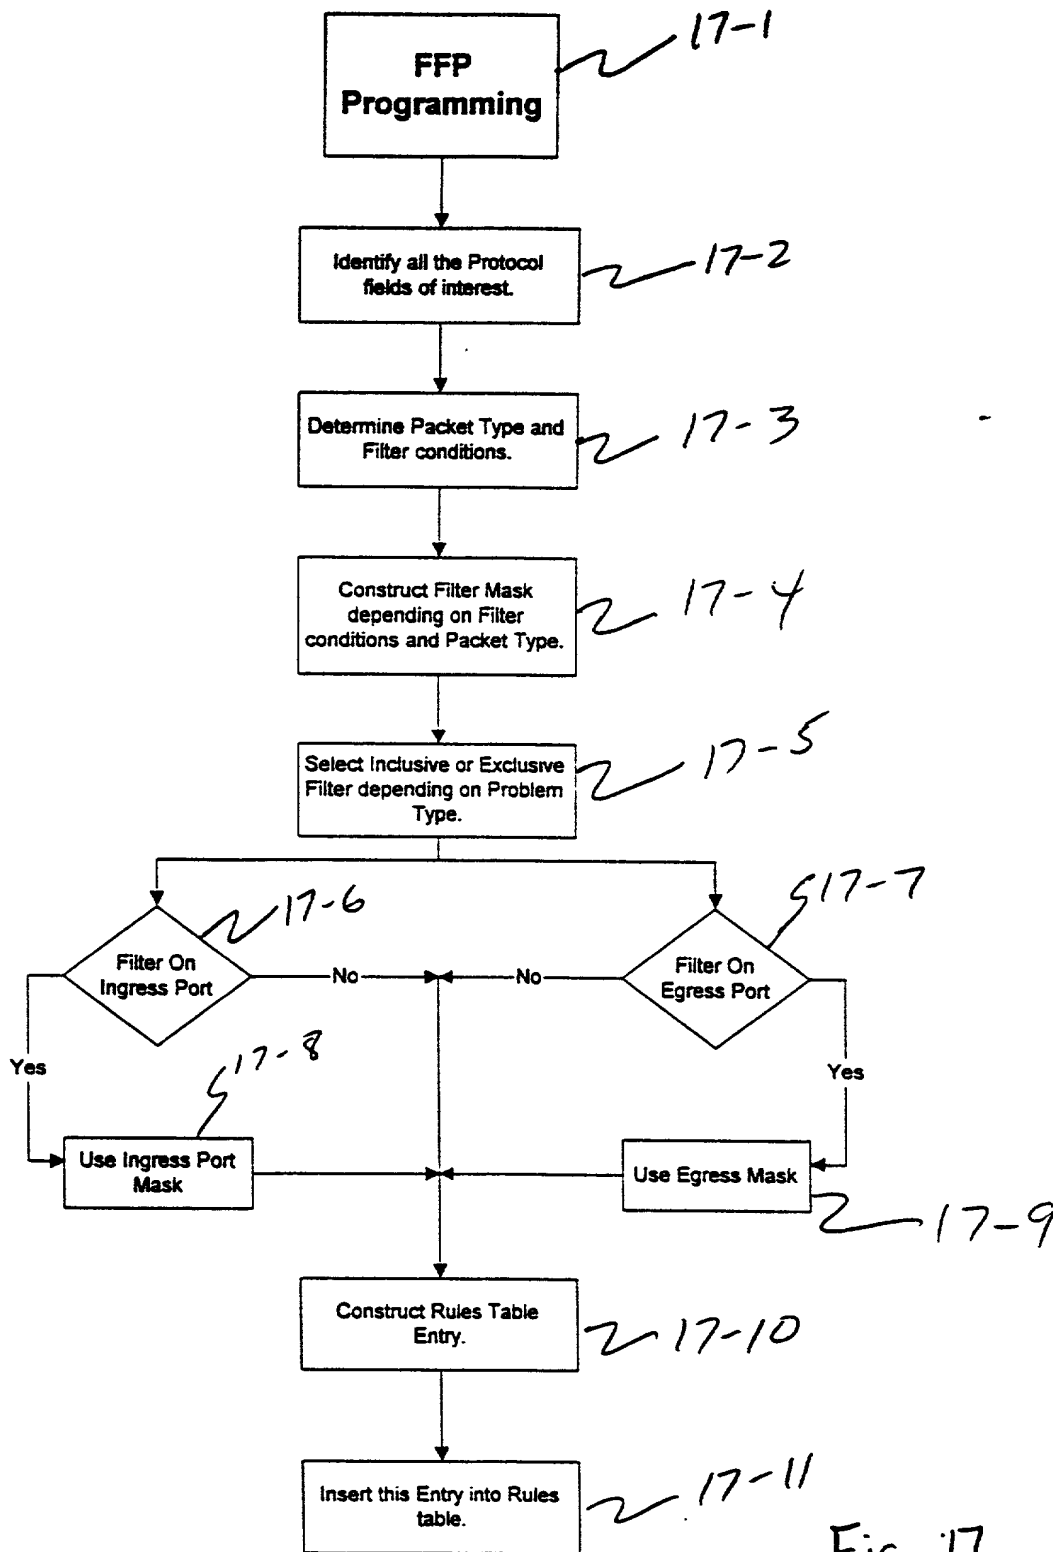 FFP
Programming
17-1
Identify all the Protocol
fields of interest.
17-2
Determine Packet Type and
Filter conditions.
17-3
Construct Filter Mask
depending on Filter
conditions and Packet Type.
17-4
Select Inclusive or Exclusive
Filter depending on Problem
Type.
17-5
17-6
17-7
Filter On
Ingress Port
No
No
Filter On
Egress Port
Yes
17-8
Yes
Use Ingress Port
Mask
Use Egress Mask
17-9
Construct Rules Table
Entry.
17-10
Insert this Entry into Rules
table.
17-11
Fig. 17